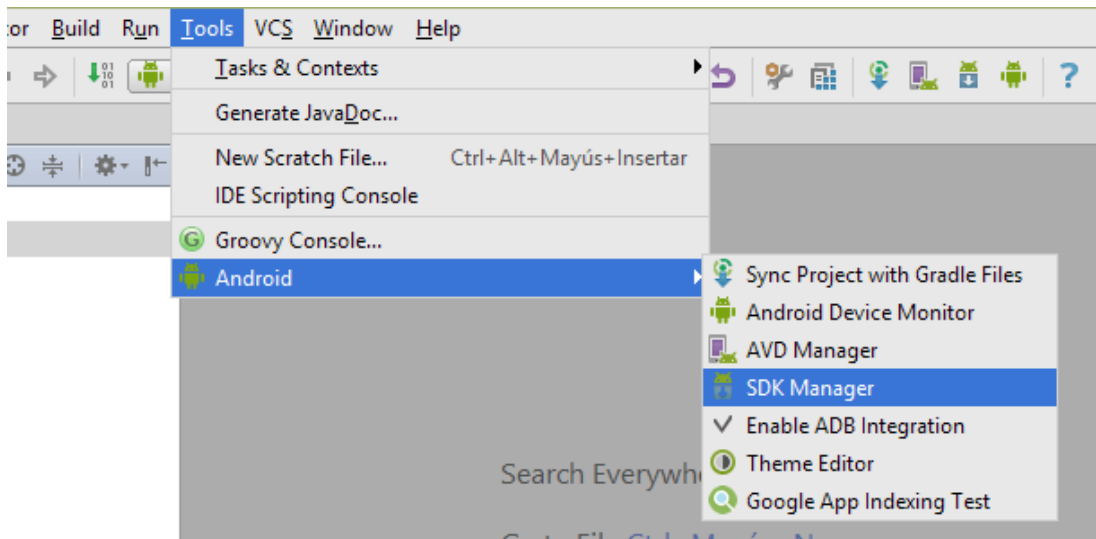 Build Run Tools VCS Window Help
Tasks & Contexts
Generate JavaDoc...
New Scratch File... Ctrl+Alt+Mayús+Insertar
IDE Scripting Console
G Groovy Console...
Android
Sync Project with Gradle Files
Android Device Monitor
AVD Manager
SDK Manager
Enable ADB Integration
Theme Editor
Google App Indexing Test
Search